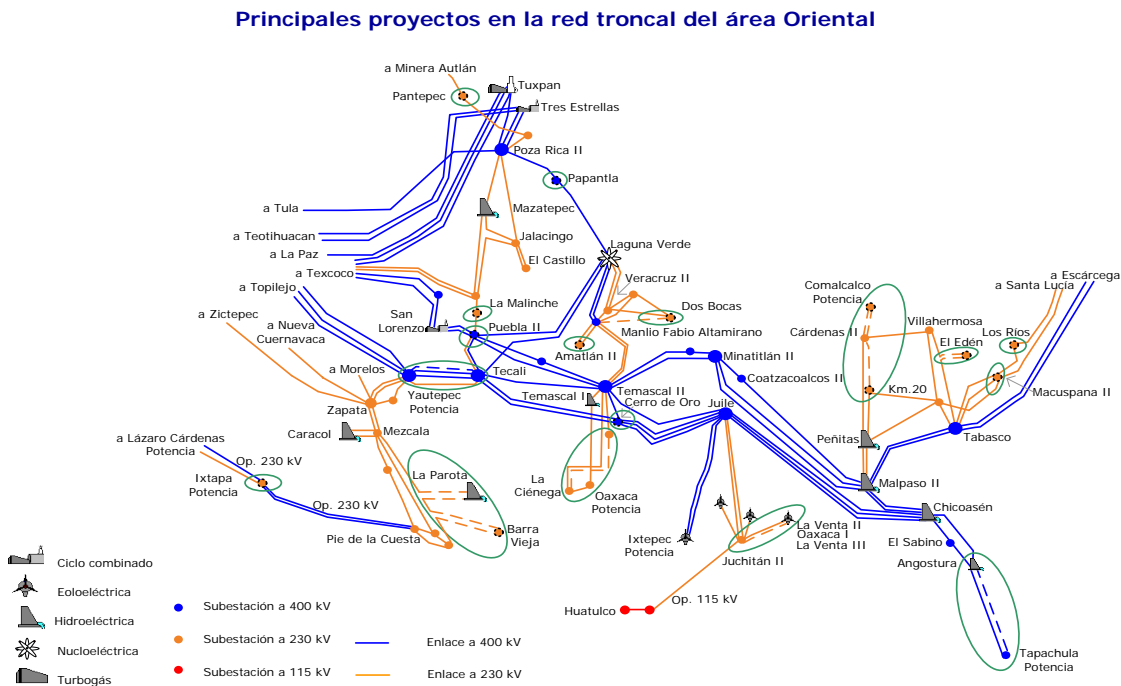 Principales proyectos en la red troncal del área Oriental
a Minera Autlán
Pantepec
Tuxpan
Tres Estrellas
Poza Rica II
Papantla
a Tula
Mazatepec
a Teotihuacan
a La Paz
Jalacingo
El Castillo
Laguna Verde
a Texcoco
a Topilejo
Veracruz II
La Malinche
Dos Bocas
San
Lorenzo
Puebla II
Manlio Fabio Altamirano
Amatlán II
a Zictepec
a Nueva
Cuernavaca
a Morelos
Yautepec
Potencia
Tecali
Zapata
Temascal I
Temascal II
Cerro de Oro
Minatitlán II
Coatzacoalcos II
Juile
Comalcalco
Potencia
Cárdenas II
Villahermosa
El Edén
Los Ríos
a Escárcega
a Santa Lucía
Macuspana II
Km.20
Tabasco
Peñitas
Malpaso II
Chicoasén
El Sabino
Angostura
Tapachula
Potencia
Caracol
Mezcala
a Lázaro Cárdenas
Potencia
Op. 230 kV
Ixtapa
Potencia
Op. 230 kV
La Parota
Pie de la Cuesta
Barra
Vieja
La
Ciénega
Oaxaca
Potencia
Ixtepec
Potencia
Juchitán II
La Venta II
Oaxaca I
La Venta III
Huatulco
Op. 115 kV
Ciclo combinado
Eoloeléctrica
Hidroeléctrica
Nucloeléctrica
Turbogás
Subestación a 400 kV
Subestación a 230 kV
Subestación a 115 kV
Enlace a 400 kV
Enlace a 230 kV